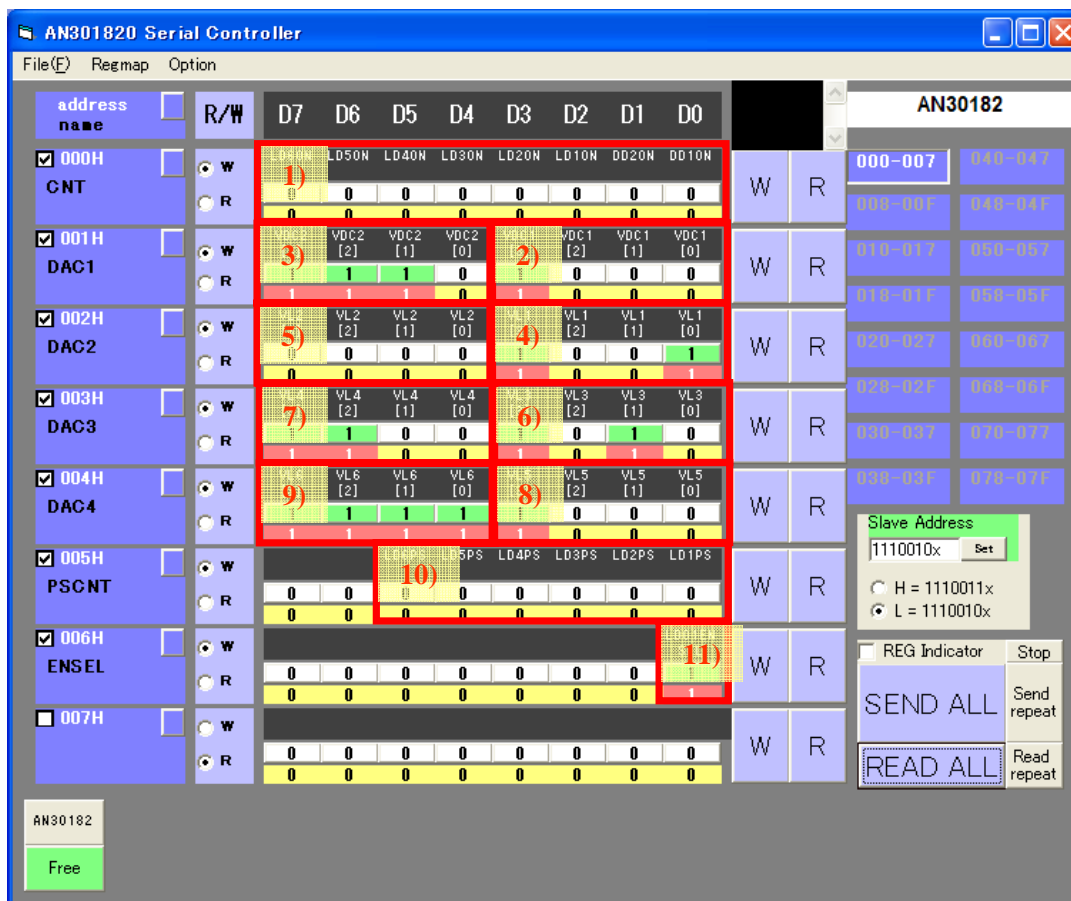 AN301820 Serial Controller
File(F) Regmap Option
address name R/W D7 D6 D5 D4 D3 D2 D1 D0 AN30182
000H CNT W R
1) LD5ON LD4ON LD3ON LD2ON LD1ON DD2ON DD1ON
0 0 0 0 0 0 0 0
0 0 0 0 0 0 0 0
W R
001H DAC1 W R
3) VDC2 [2] VDC2 [1] VDC2 [0] 2) VDC1 [2] VDC1 [1] VDC1 [0]
1 1 1 0 1 0 0 0
1 1 1 0 1 0 0 0
W R
002H DAC2 W R
5) VL2 [2] VL2 [1] VL2 [0] 4) VL1 [2] VL1 [1] VL1 [0]
0 0 0 0 1 0 0 1
0 0 0 0 1 0 0 1
W R
003H DAC3 W R
7) VL4 [2] VL4 [1] VL4 [0] 6) VL3 [2] VL3 [1] VL3 [0]
1 1 0 0 1 0 1 0
1 1 0 0 1 0 1 0
W R
004H DAC4 W R
9) VL6 [2] VL6 [1] VL6 [0] 8) VL5 [2] VL5 [1] VL5 [0]
1 1 1 1 1 0 0 0
1 1 1 1 1 0 0 0
W R
005H PSCNT W R
10) LD4PS LD3PS LD2PS LD1PS
0 0 0 0 0 0 0 0
0 0 0 0 0 0 0 0
W R
006H ENSEL W R
11)
0 0 0 0 0 0 0 1
0 0 0 0 0 0 0 1
W R
007H W R
0 0 0 0 0 0 0 0
0 0 0 0 0 0 0 0
W R
000-007 040-047
008-00F 048-04F
010-017 050-057
018-01F 058-05F
020-027 060-067
028-02F 068-06F
030-037 070-077
038-03F 078-07F
Slave Address
1110010x Set
H = 1110011x
L = 1110010x
REG Indicator Stop
SEND ALL Send repeat
READ ALL Read repeat
AN30182
Free